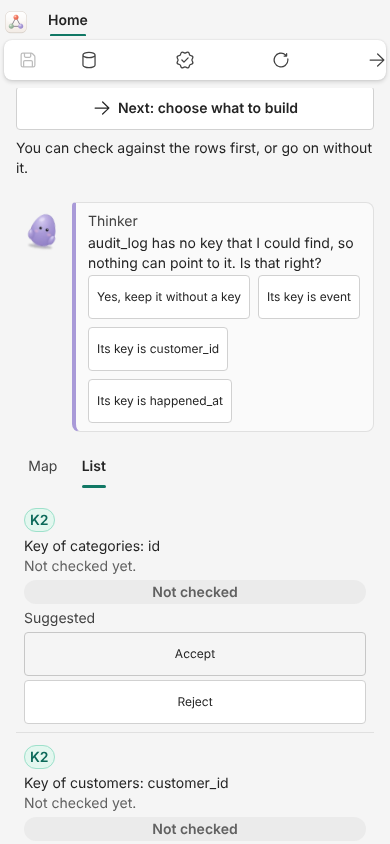 Home
Next: choose what to build
You can check against the rows first, or go on without
it.
Thinker
audit_log has no key that I could find, so
nothing can point to it. Is that right?
Yes, keep it without a key
Its key is event
Its key is customer_id
Its key is happened_at
Map
List
K2
Key of categories: id
Not checked yet.
Not checked
Suggested
Accept
Reject
K2
Key of customers: customer_id
Not checked yet.
Not checked